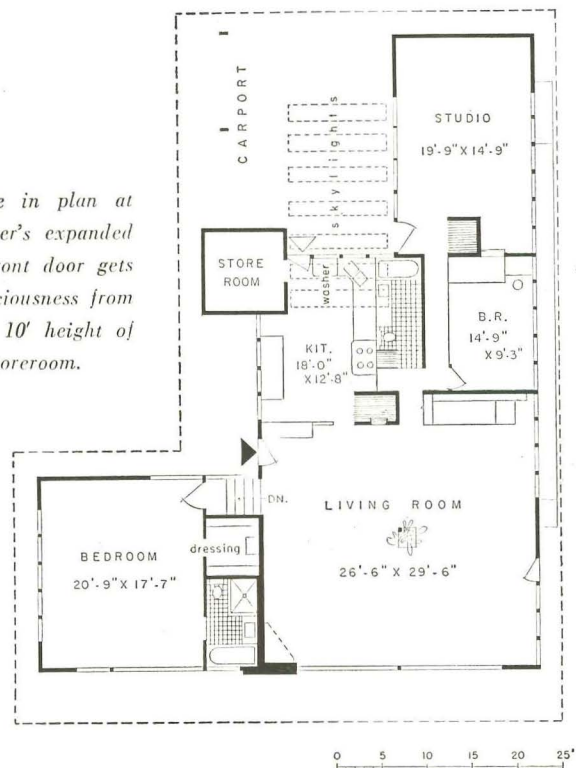 e in plan at
er's expanded
ont door gets
ciousness from
10' height of
oreroom.
CARPORT
skylights
STUDIO
19'-9" X 14'-9"
STORE
ROOM
washer
KIT.
18'-0"
X 12'-8"
B.R.
14'-9"
X 9'-3"
DN.
LIVING ROOM
26'-6" X 29'-6"
BEDROOM
20'-9" X 17'-7"
dressing
0 5 10 15 20 25'